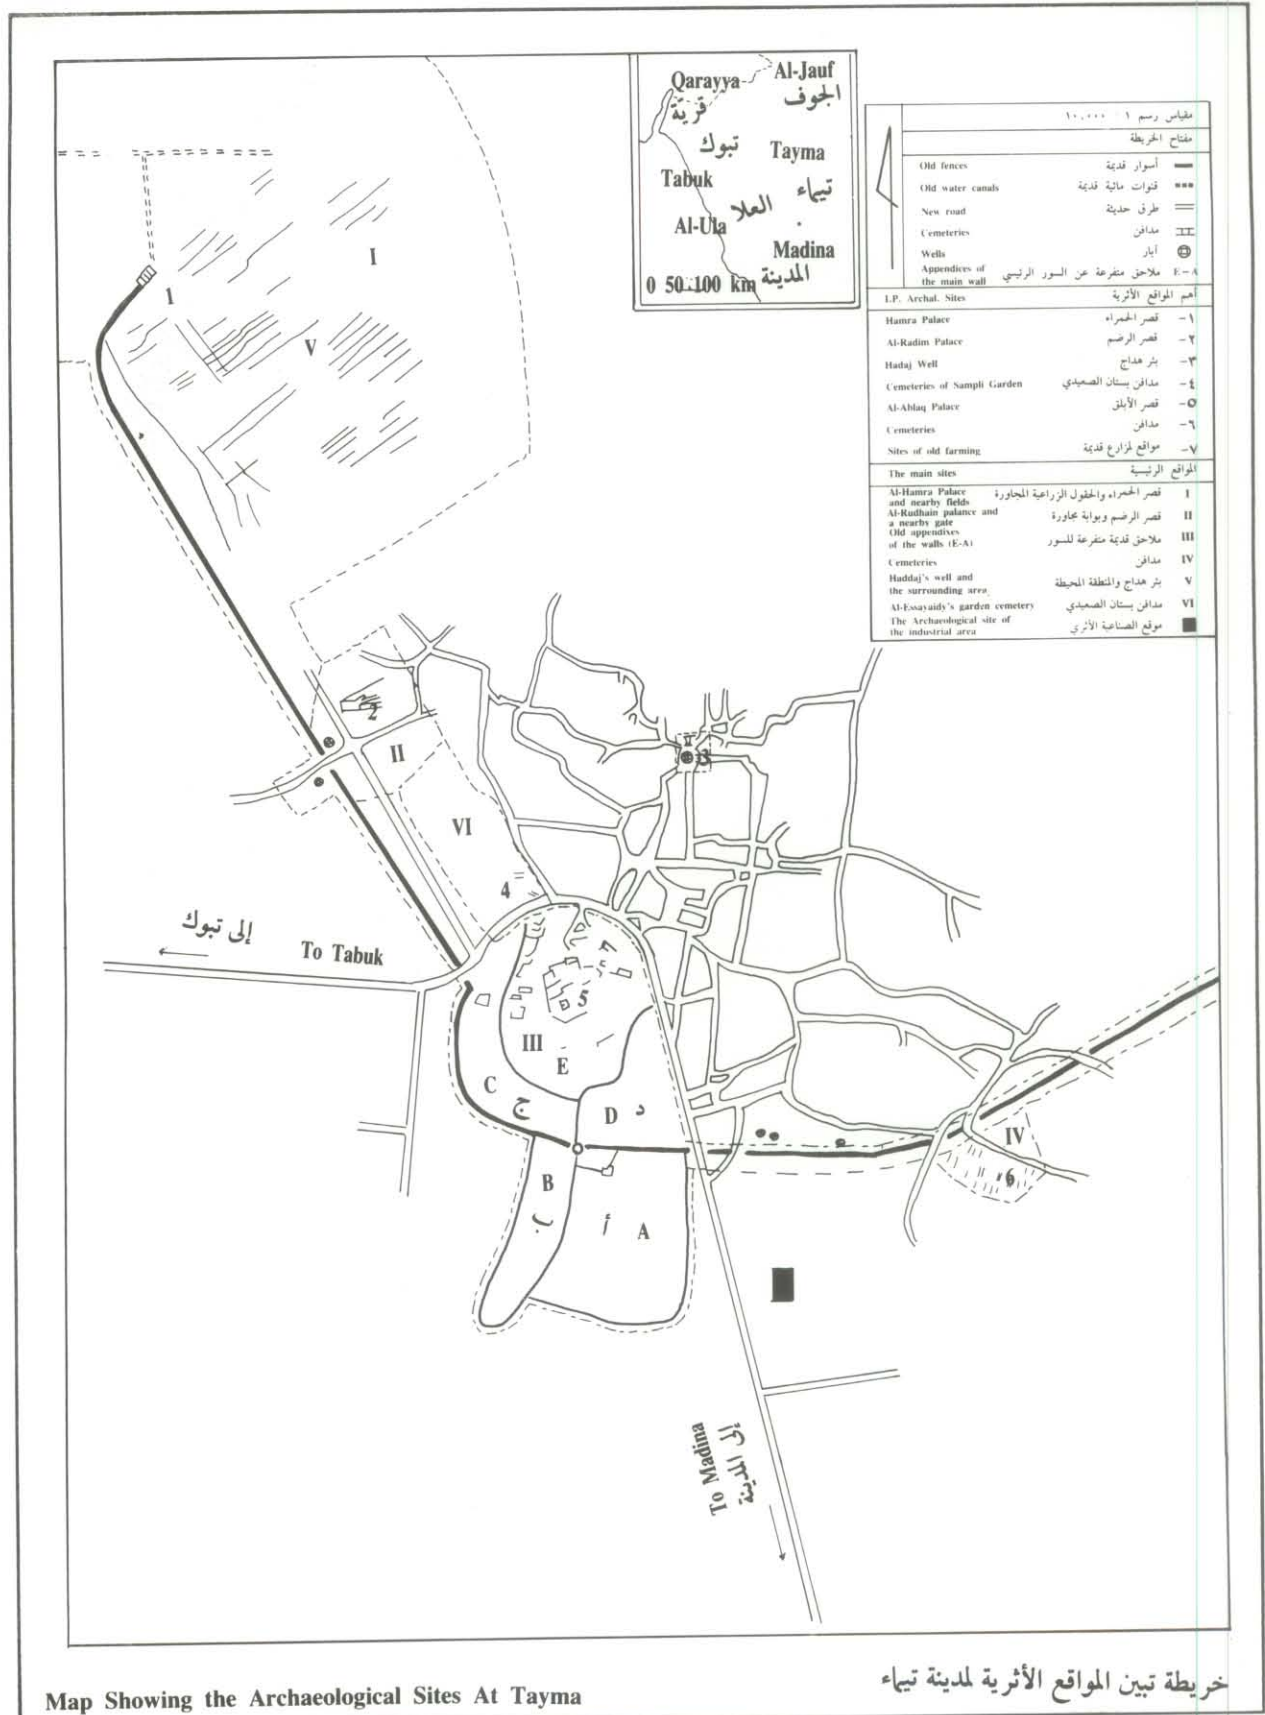 Qarayya
Al-Jauf
قرية
الجوف
تبوك
Tayma
Tabuk
تيماء
العلا
Al-Ula
Madina
المدينة
0 50 100 km
مقياس رسم ١ ١٠,٠٠٠
مفتاح الخريطة
Old fences أسوار قديمة
Old water canals قنوات مائية قديمة
New road طرق حديثة
Cemeteries مدافن
Wells آبار
Appendices of
the main wall ملاحق متفرعة عن السور الرئيسي E - A
I.P. Archal. Sites أهم المواقع الأثرية
Hamra Palace قصر الحمراء ١-
Al-Radim Palace قصر الرضم ٢-
Hadaj Well بئر هداج ٣-
Cemeteries of Sampli Garden مدافن بستان الصعيدي ٤-
Al-Ablaq Palace قصر الأبلق ٥-
Cemeteries مدافن ٦-
Sites of old farming مواقع لمزارع قديمة ٧-
The main sites المواقع الرئيسية
Al-Hamra Palace
and nearby fields قصر الحمراء والحقول الزراعية المجاورة I
Al-Rudhain palance and
a nearby gate قصر الرضم وبوابة مجاورة II
Old appendixes
of the walls (E-A) ملاحق قديمة متفرعة للسور III
Cemeteries مدافن IV
Haddaj's well and
the surrounding area بئر هداج والمنطقة المحيطة V
Al-Essayaidy's garden cemetery مدافن بستان الصعيدي VI
The Archaeological site of
the industrial area موقع الصناعية الأثري
I
1
V
2
II
3
VI
4
إلى تبوك
To Tabuk
5
III
E
C
ج
D د
IV
6
B
ب
أ A
To Madina
إلى المدينة
Map Showing the Archaeological Sites At Tayma
خريطة تبين المواقع الأثرية لمدينة تيماء